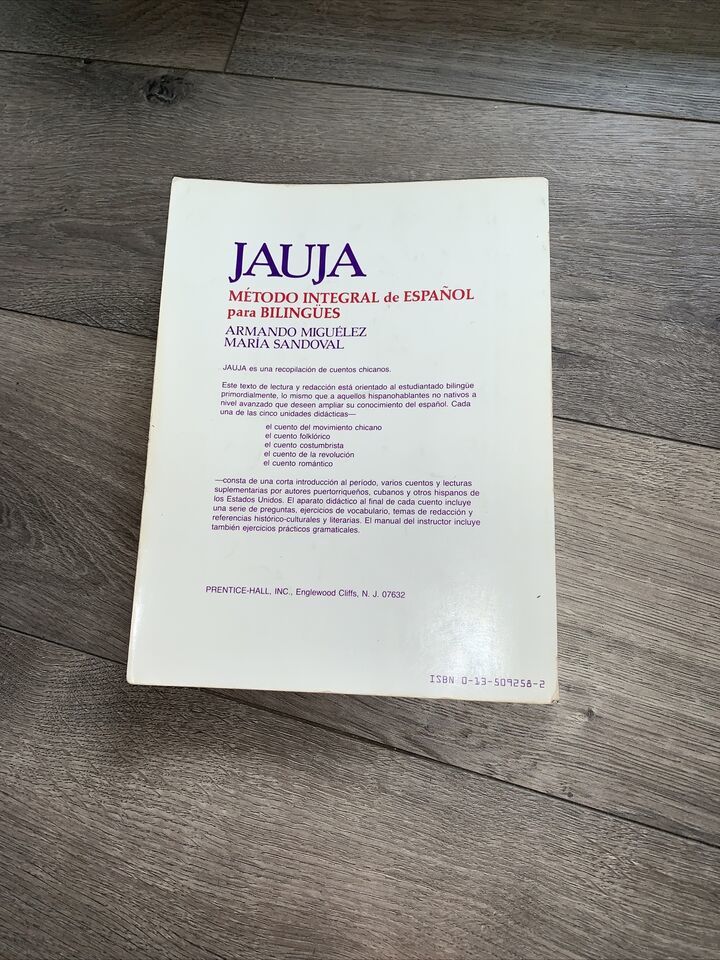 JAUJA
MÉTODO INTEGRAL de ESPAÑOL
para BILINGÜES
ARMANDO MIGUÉLEZ
MARÍA SANDOVAL
JAUJA es una recopilación de cuentos chicanos.
Este texto de lectura y redacción está orientado al estudiantado bilingüe
primordialmente, lo mismo que a aquellos hispanohablantes no nativos a
nivel avanzado que deseen ampliar su conocimiento del español. Cada
una de las cinco unidades didácticas—
el cuento del movimiento chicano
el cuento folklórico
el cuento costumbrista
el cuento de la revolución
el cuento romántico
—consta de una corta introducción al período, varios cuentos y lecturas
suplementarias por autores puertorriqueños, cubanos y otros hispanos de
los Estados Unidos. El aparato didáctico al final de cada cuento incluye
una serie de preguntas, ejercicios de vocabulario, temas de redacción y
referencias histórico-culturales y literarias. El manual del instructor incluye
también ejercicios prácticos gramaticales.
PRENTICE-HALL, INC., Englewood Cliffs, N. J. 07632
ISBN 0-13-509258-2